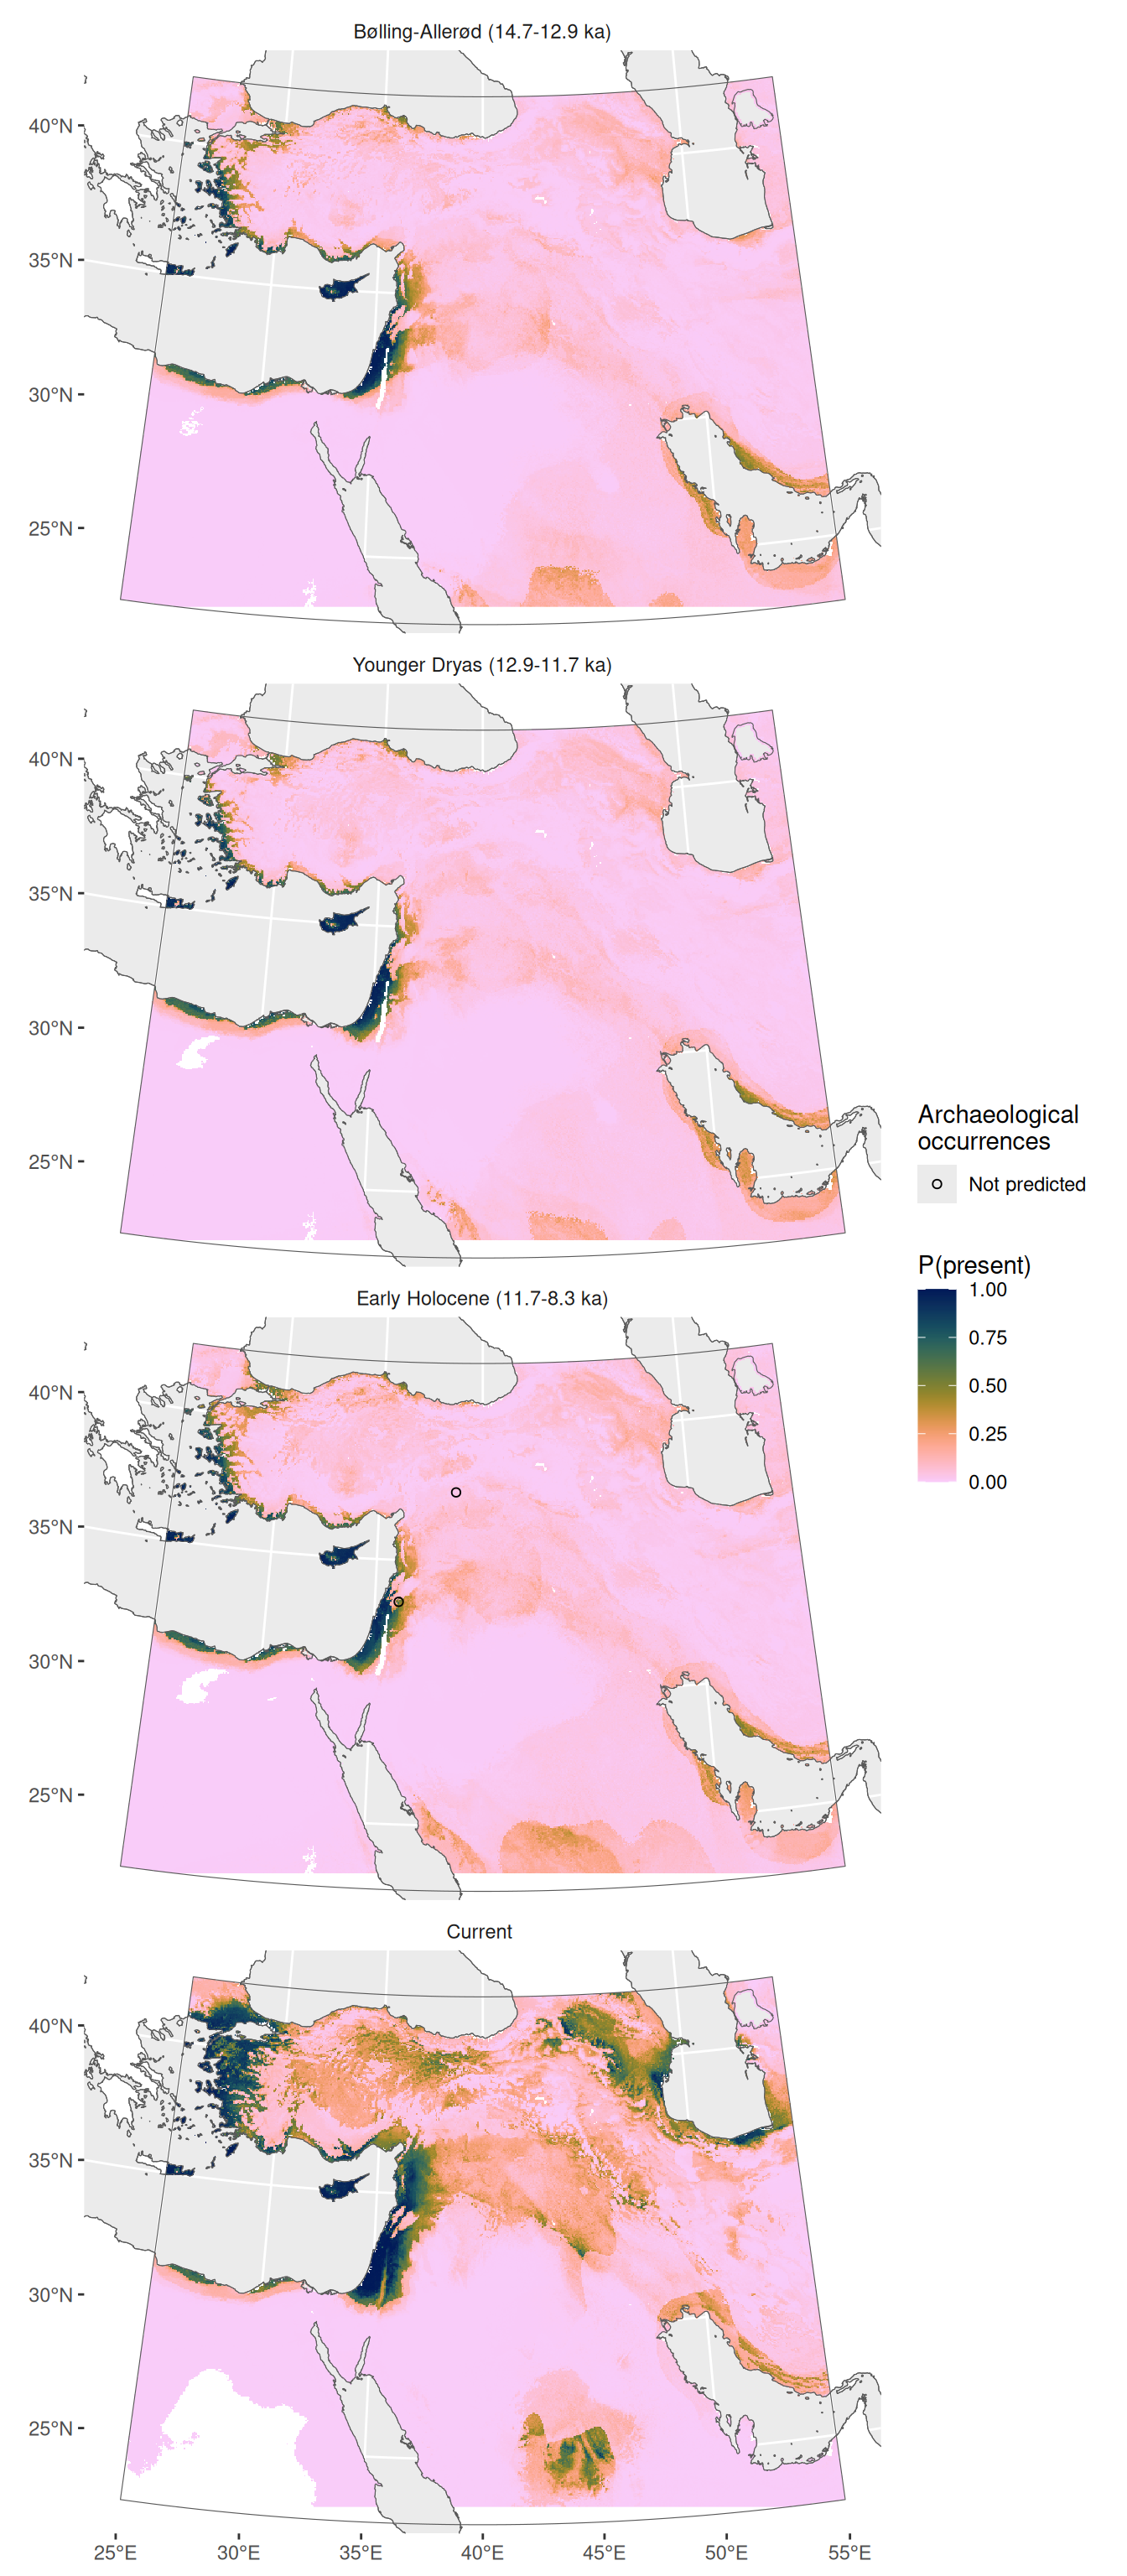 Bølling-Allerød (14.7-12.9 ka)
40°N
35°N
30°N
25°N
Younger Dryas (12.9-11.7 ka)
40°N
35°N
30°N
25°N
Archaeological
occurrences
Not predicted
P(present)
1.00
0.75
0.50
0.25
0.00
Early Holocene (11.7-8.3 ka)
40°N
35°N
30°N
25°N
Current
40°N
35°N
30°N
25°N
25°E 30°E 35°E 40°E 45°E 50°E 55°E